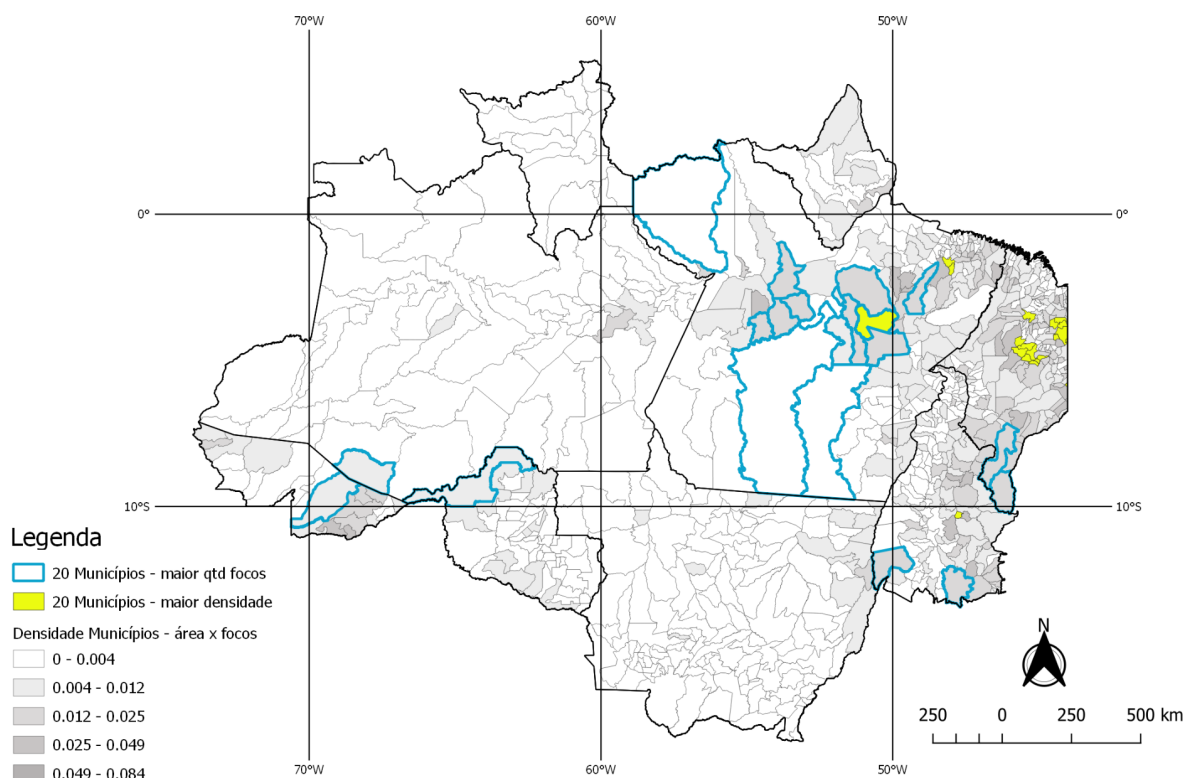 70°W 60°W 50°W
0° 0°
10°S 10°S
Legenda
20 Municípios - maior qtd focos
20 Municípios - maior densidade
Densidade Municípios - área x focos
0 - 0.004
0.004 - 0.012
0.012 - 0.025
0.025 - 0.049
0.049 - 0.084
N
250 0 250 500 km
70°W 60°W 50°W